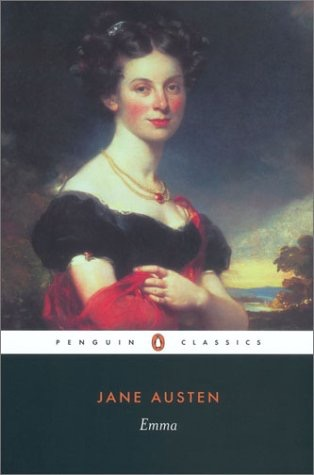 PENGUIN CLASSICS
JANE AUSTEN
Emma